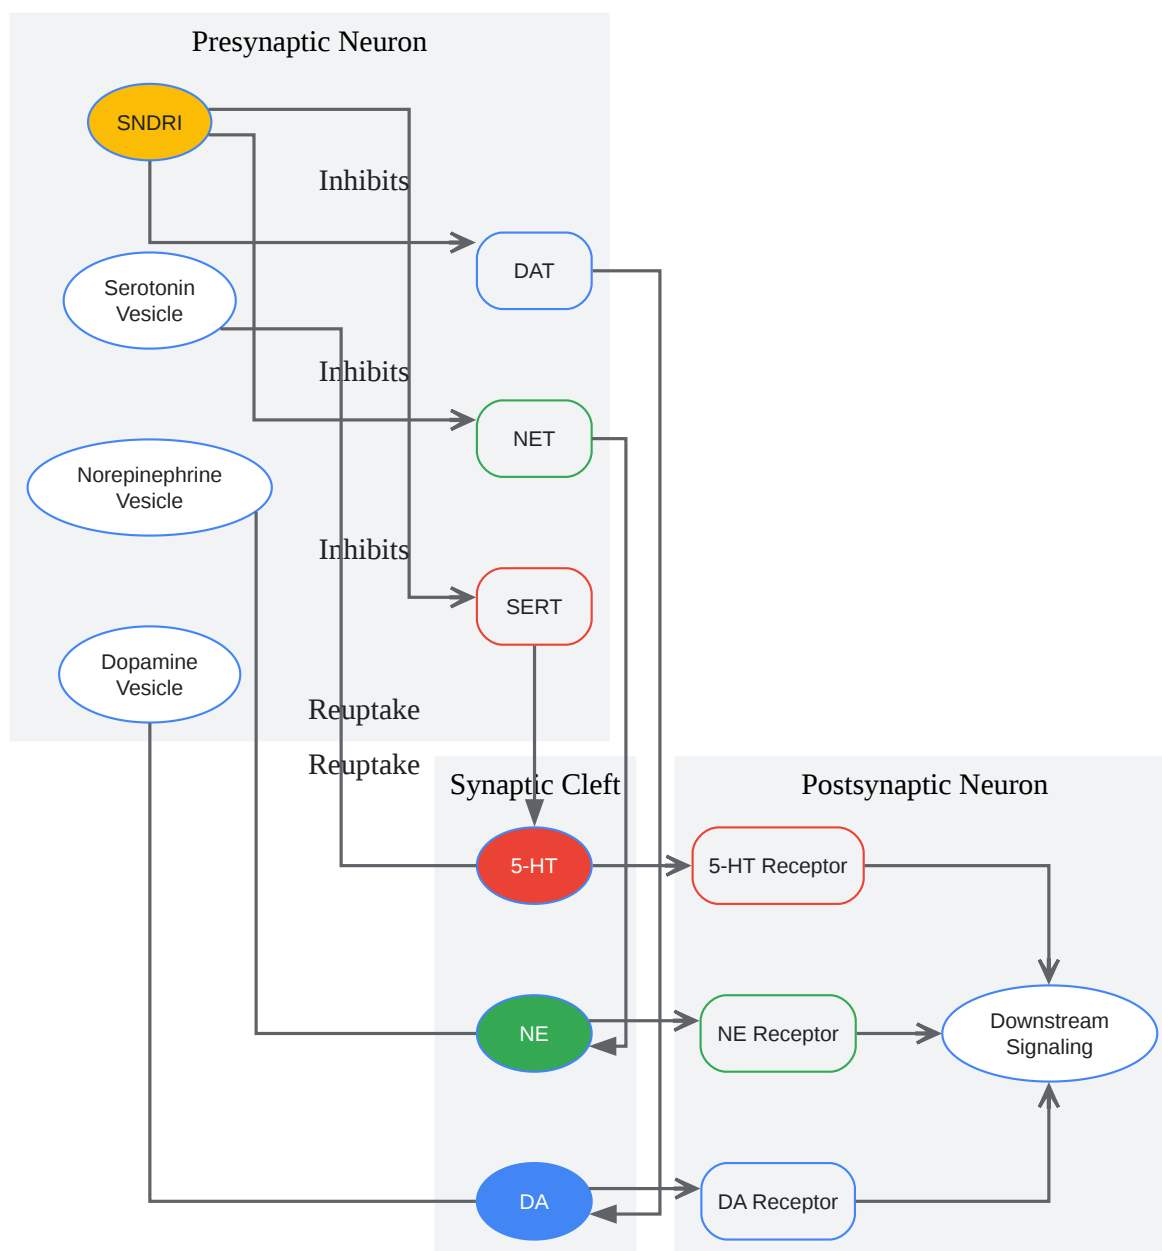 Presynaptic Neuron
SNDRI
Inhibits
DAT
Serotonin
Vesicle
Inhibits
NET
Norepinephrine
Vesicle
Inhibits
SERT
Dopamine
Vesicle
Reuptake
Reuptake
Synaptic Cleft
Postsynaptic Neuron
5-HT
5-HT Receptor
NE
NE Receptor
Downstream
Signaling
DA
DA Receptor